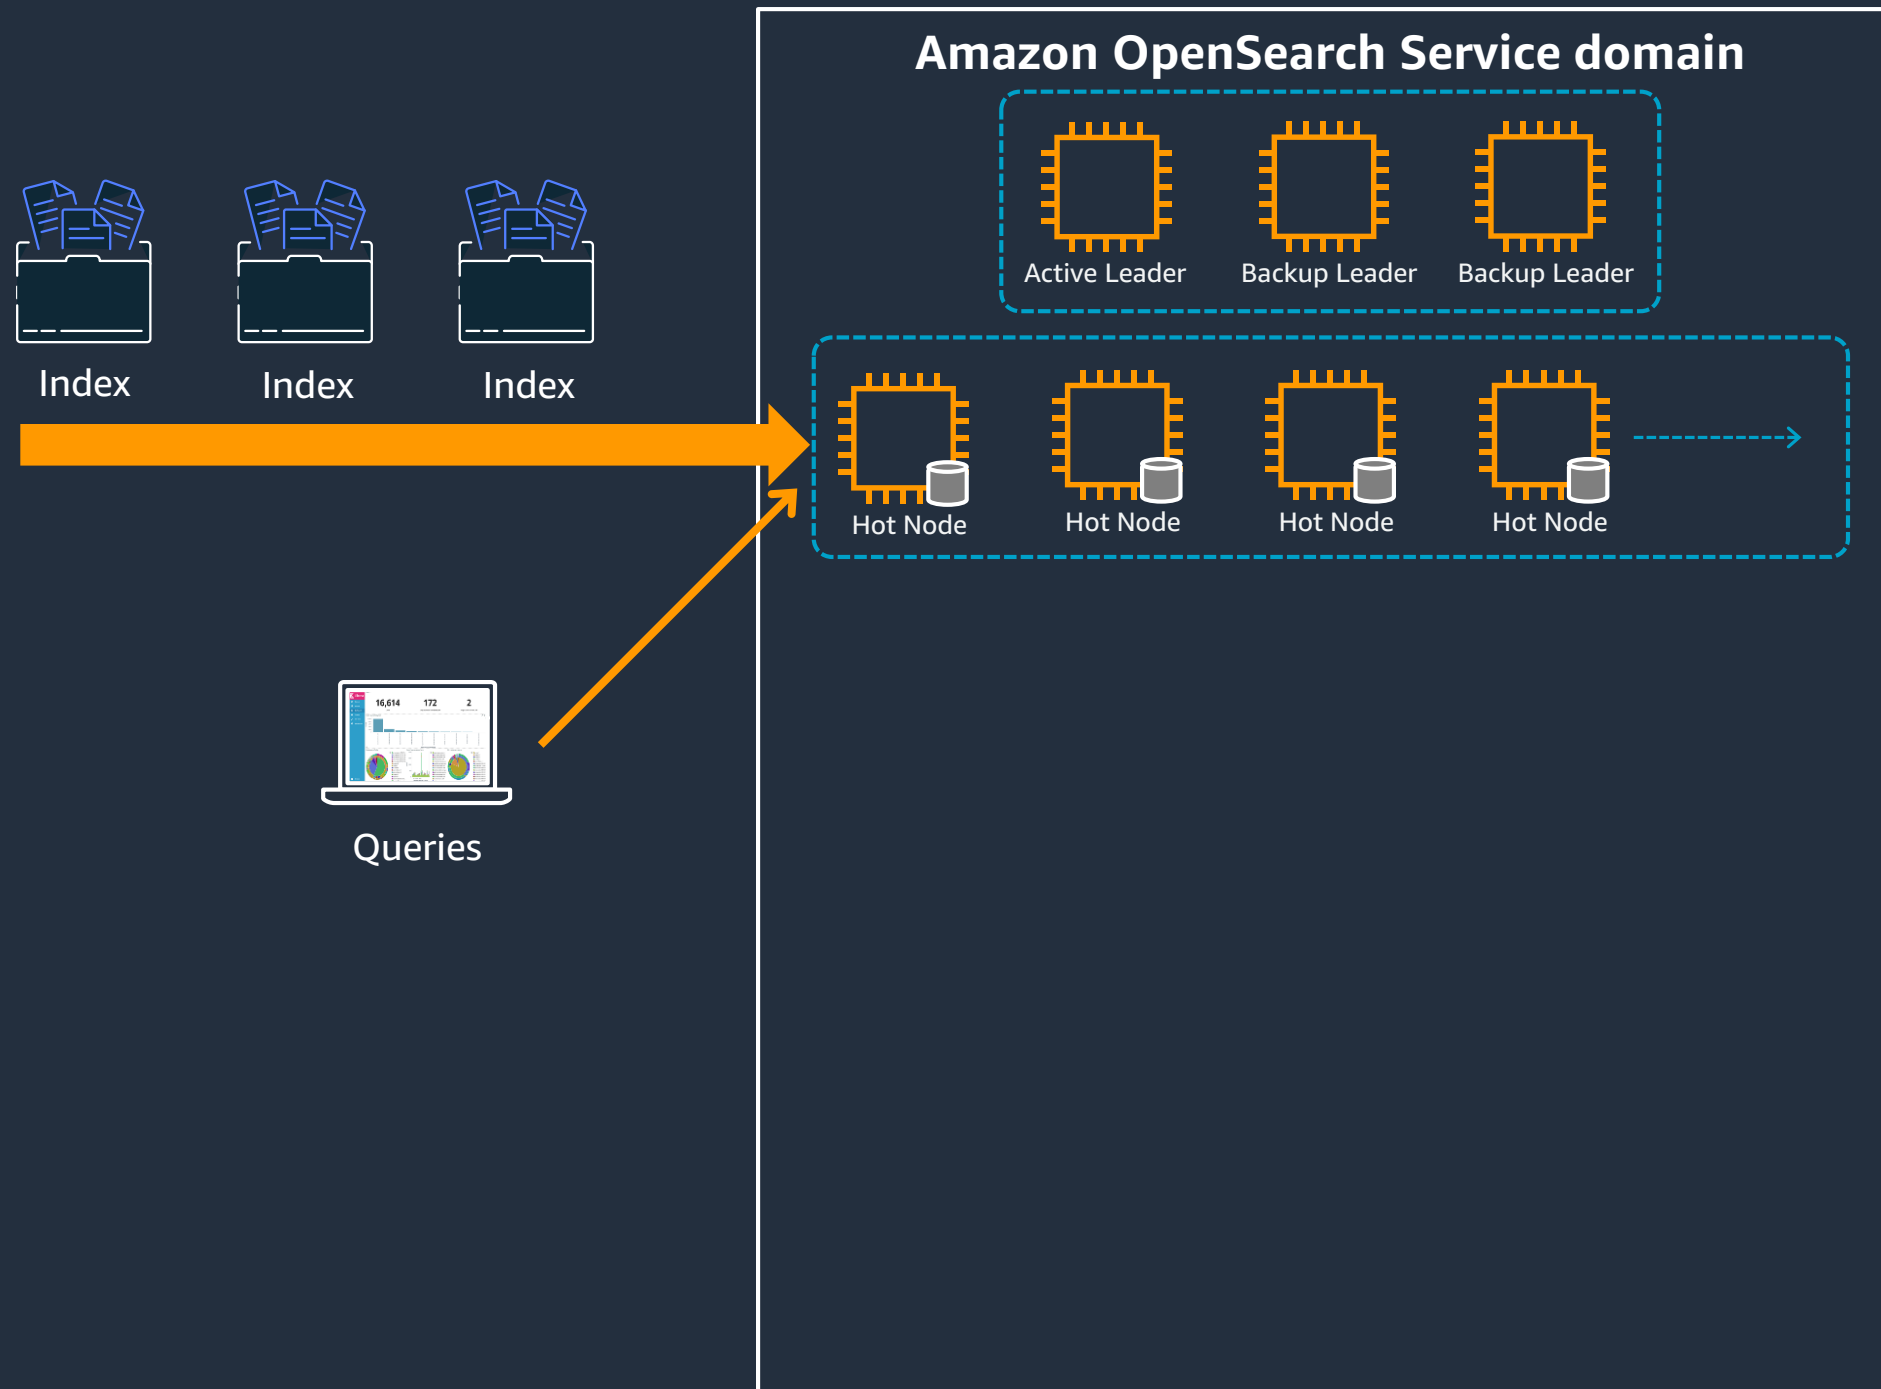 Amazon OpenSearch Service domain
Active Leader
Backup Leader
Backup Leader
Index
Index
Index
Hot Node
Hot Node
Hot Node
Hot Node
16,614
172
2
Queries